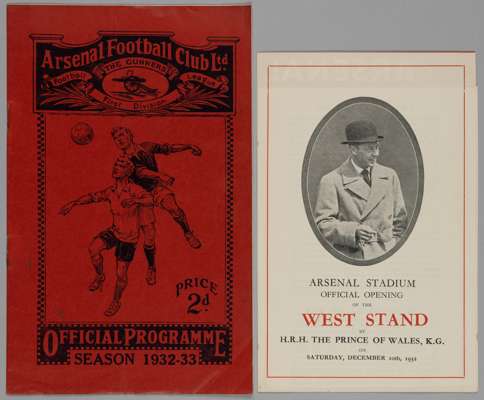 Arsenal Football Club Ltd
THE GUNNERS
Football League
First Division
PRICE
2d.
OFFICIAL PROGRAMME
SEASON 1932-33
ARSENAL STADIUM
OFFICIAL OPENING
OF THE
WEST STAND
BY
H.R.H. THE PRINCE OF WALES, K.G.
ON
SATURDAY, DECEMBER 10th, 1932